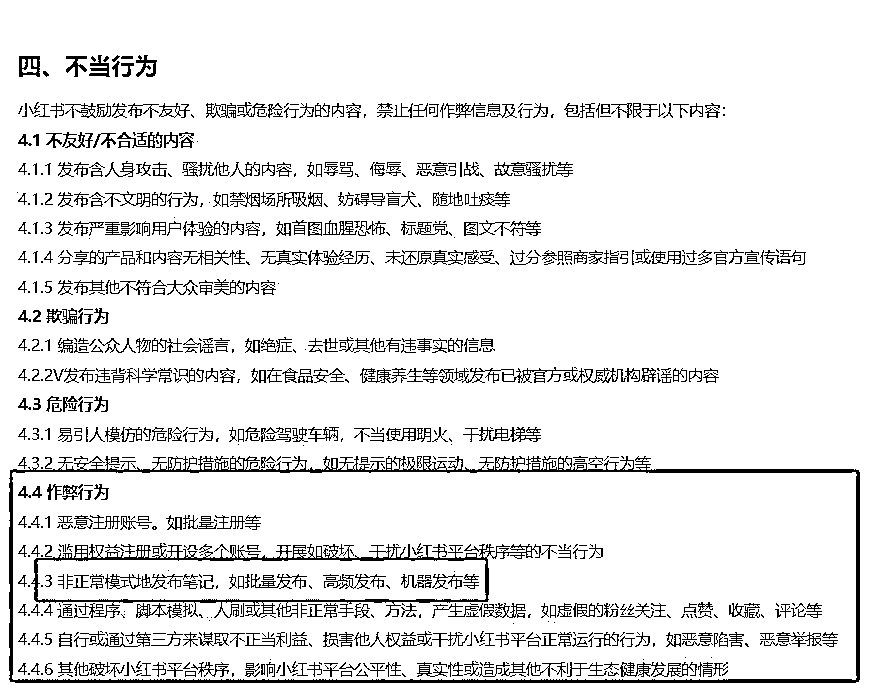 四、不当行为
小红书不鼓励发布不友好、欺骗或危险行为的内容，禁止任何作弊信息及行为，包括但不限于以下内容：
4.1 不友好/不合适的内容
4.1.1 发布含人身攻击、骚扰他人的内容，如辱骂、侮辱、恶意引战、故意骚扰等
4.1.2 发布含不文明的行为，如禁烟场所吸烟、妨碍导盲犬、随地吐痰等
4.1.3 发布严重影响用户体验的内容，如首图血腥恐怖、标题党、图文不符等
4.1.4 分享的产品和内容无相关性、无真实体验经历、未还原真实感受、过分参照商家指引或使用过多官方宣传语句
4.1.5 发布其他不符合大众审美的内容
4.2 欺骗行为
4.2.1 编造公众人物的社会谣言，如绝症、去世或其他有违事实的信息
4.2.2V发布违背科学常识的内容，如在食品安全、健康养生等领域发布已被官方或权威机构辟谣的内容
4.3 危险行为
4.3.1 易引人模仿的危险行为，如危险驾驶车辆，不当使用明火、干扰电梯等
4.3.2 无安全提示、无防护措施的危险行为，如无提示的极限运动、无防护措施的高空行为等
4.4 作弊行为
4.4.1 恶意注册账号。如批量注册等
4.4.2 滥用权益注册或开设多个账号，开展如破坏、干扰小红书平台秩序等的不当行为
4.4.3 非正常模式地发布笔记，如批量发布、高频发布、机器发布等
4.4.4 通过程序、脚本模拟、人刷或其他非正常手段、方法，产生虚假数据，如虚假的粉丝关注、点赞、收藏、评论等
4.4.5 自行或通过第三方来谋取不正当利益、损害他人权益或干扰小红书平台正常运行的行为，如恶意陷害、恶意举报等
4.4.6 其他破坏小红书平台秩序，影响小红书平台公平性、真实性或造成其他不利于生态健康发展的情形